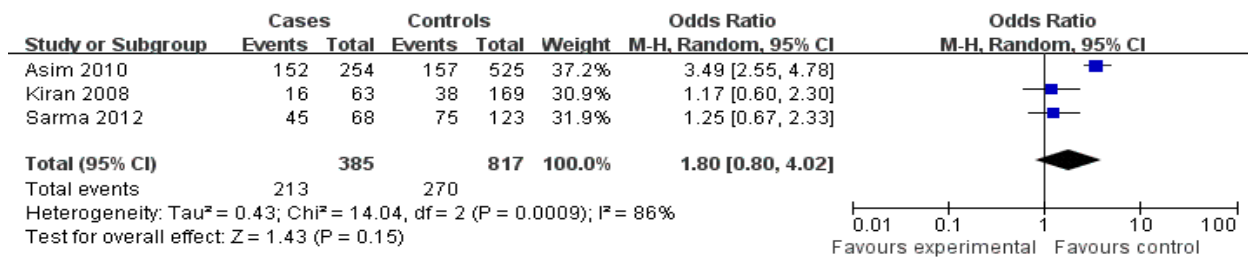 Cases Controls Odds Ratio Odds Ratio
Study or Subgroup Events Total Events Total Weight M-H, Random, 95% CI M-H, Random, 95% CI
Asim 2010 152 254 157 525 37.2% 3.49 [2.55, 4.78]
Kiran 2008 16 63 38 169 30.9% 1.17 [0.60, 2.30]
Sarma 2012 45 68 75 123 31.9% 1.25 [0.67, 2.33]
Total (95% CI) 385 817 100.0% 1.80 [0.80, 4.02]
Total events 213 270
Heterogeneity: Tau² = 0.43; Chi² = 14.04, df = 2 (P = 0.0009); I² = 86%
Test for overall effect: Z = 1.43 (P = 0.15)
0.01 0.1 1 10 100
Favours experimental Favours control